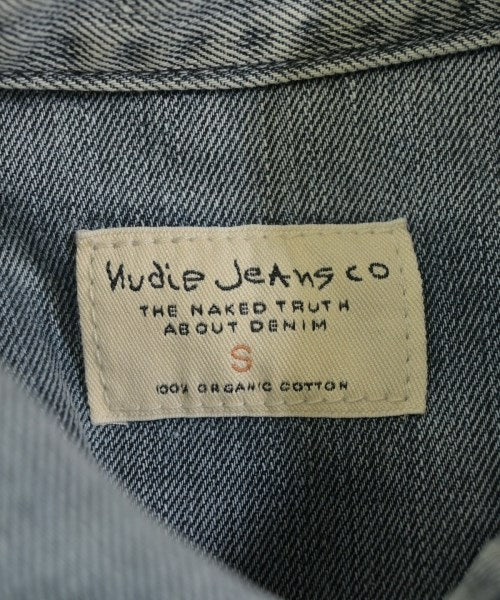 Nudie Jeans co
THE NAKED TRUTH
ABOUT DENIM
S
100% ORGANIC COTTON